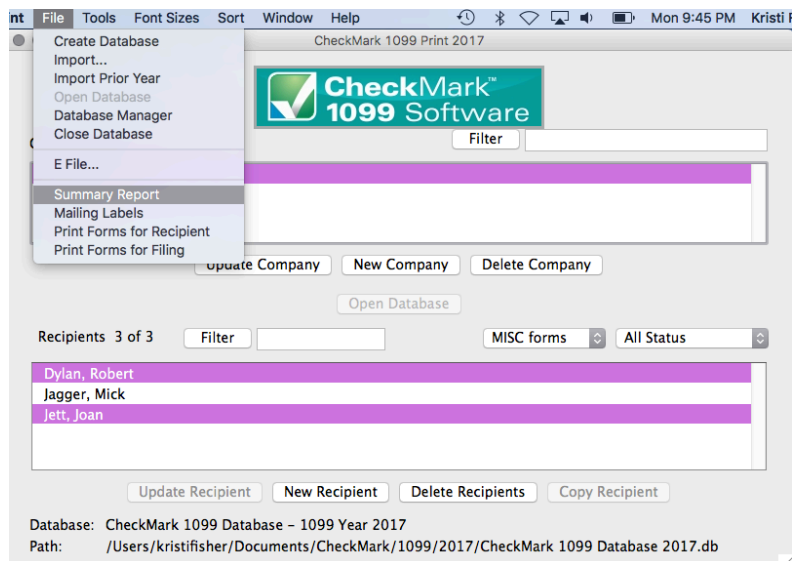 nt File Tools Font Sizes Sort Window Help Mon 9:45 PM Kristi F
CheckMark 1099 Print 2017
Create Database
Import...
Import Prior Year
Open Database
Database Manager
Close Database
E File...
Summary Report
Mailing Labels
Print Forms for Recipient
Print Forms for Filing
CheckMark™
1099 Software
Filter
Update Company New Company Delete Company
Open Database
Recipients 3 of 3 Filter MISC forms All Status
Dylan, Robert
Jagger, Mick
Jett, Joan
Update Recipient New Recipient Delete Recipients Copy Recipient
Database: CheckMark 1099 Database – 1099 Year 2017
Path: /Users/kristifisher/Documents/CheckMark/1099/2017/CheckMark 1099 Database 2017.db